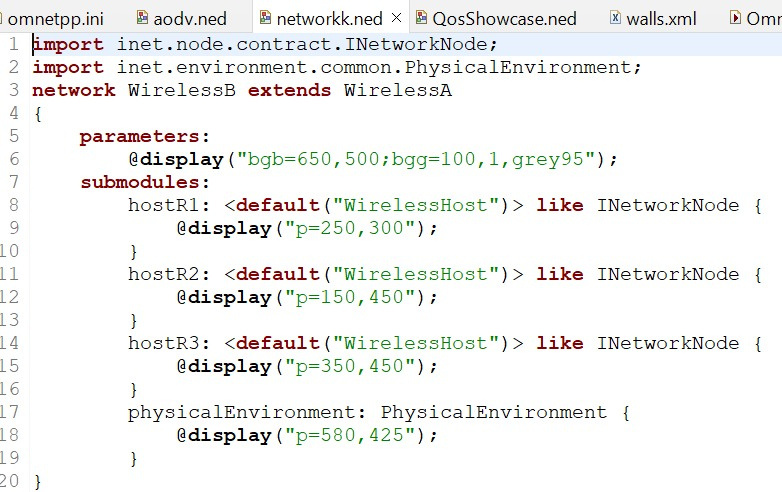 omnetpp.ini aodv.ned networkk.ned QosShowcase.ned walls.xml Om
1 import inet.node.contract.INetworkNode;
2 import inet.environment.common.PhysicalEnvironment;
3 network WirelessB extends WirelessA
4 {
5     parameters:
6         @display("bgb=650,500;bgg=100,1,grey95");
7     submodules:
8         hostR1: <default("WirelessHost")> like INetworkNode {
9             @display("p=250,300");
10         }
11         hostR2: <default("WirelessHost")> like INetworkNode {
12             @display("p=150,450");
13         }
14         hostR3: <default("WirelessHost")> like INetworkNode {
15             @display("p=350,450");
16         }
17         physicalEnvironment: PhysicalEnvironment {
18             @display("p=580,425");
19         }
20 }